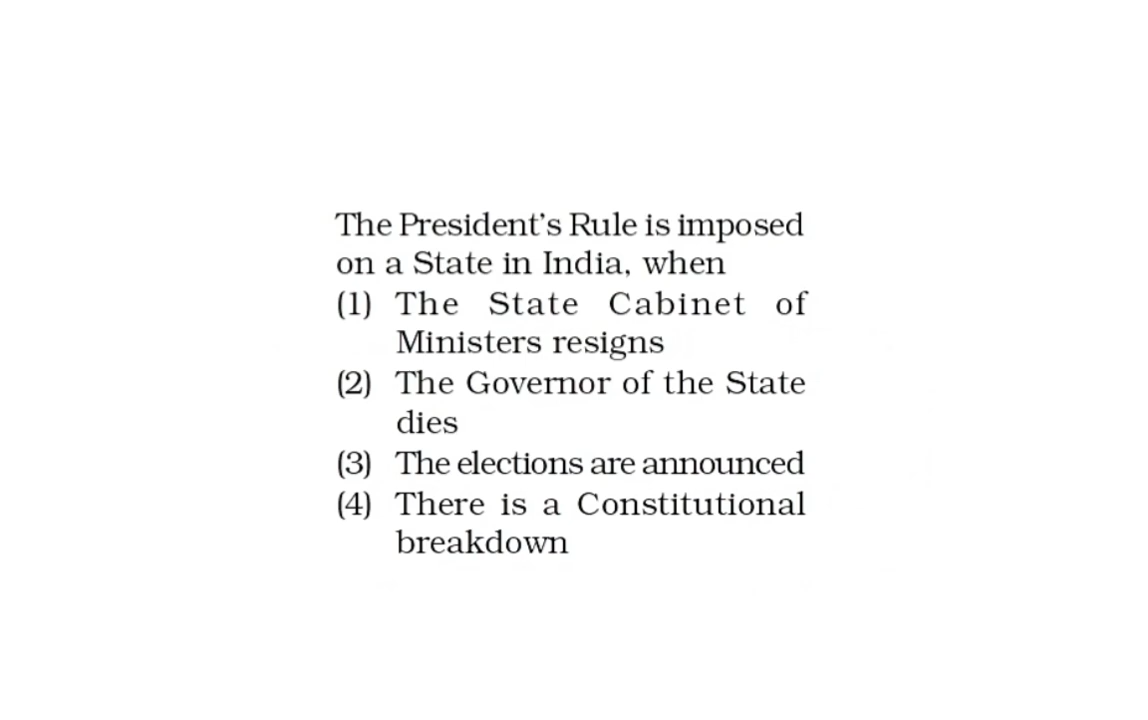 The President's Rule is imposed
on a State in India, when
(1) The State Cabinet of
Ministers resigns
(2) The Governor of the State
dies
(3) The elections are announced
(4) There is a Constitutional
breakdown